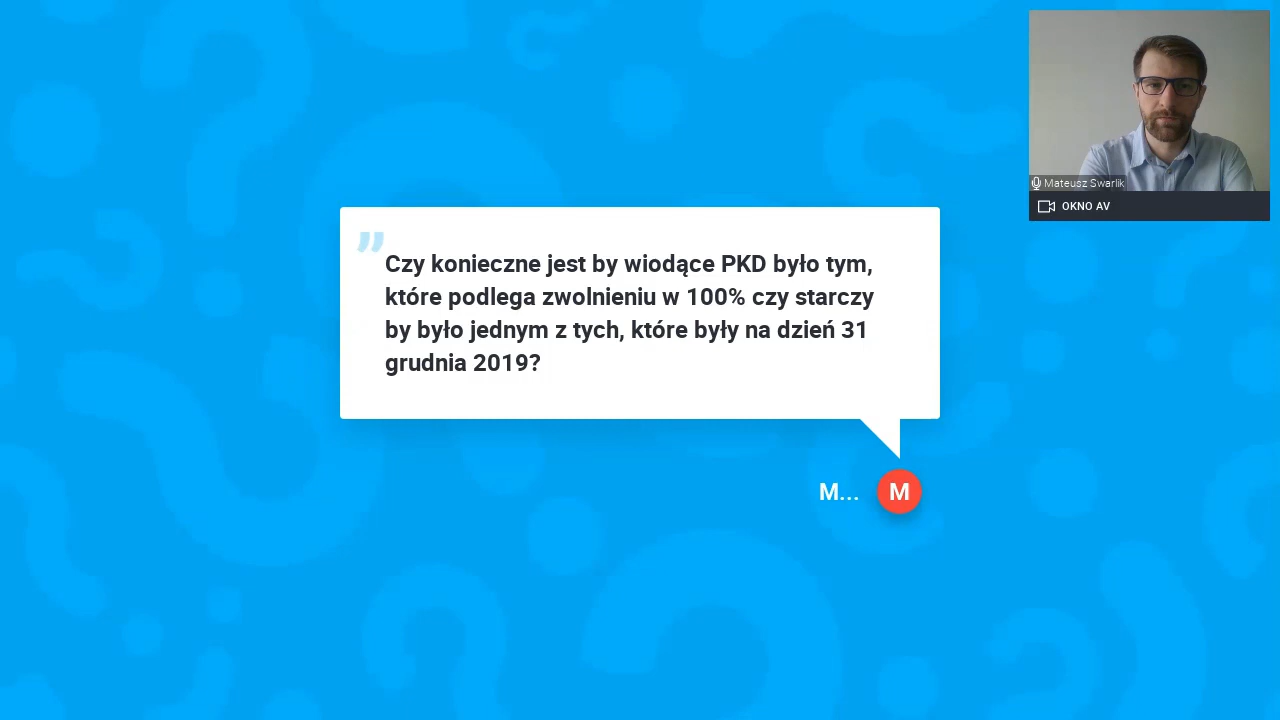 Mateusz Swarlik
OKNO AV
”
Czy konieczne jest by wiodące PKD było tym,
które podlega zwolnieniu w 100% czy starczy
by było jednym z tych, które były na dzień 31
grudnia 2019?
M... M